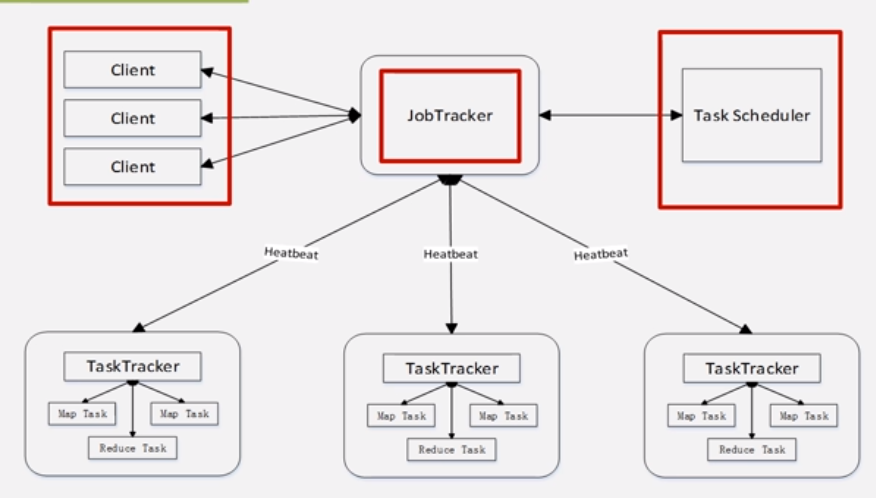 Client
Client
Client
JobTracker
Task Scheduler
Heatbeat
Heatbeat
Heatbeat
TaskTracker
Map Task
Map Task
Reduce Task
TaskTracker
Map Task
Map Task
Reduce Task
TaskTracker
Map Task
Map Task
Reduce Task